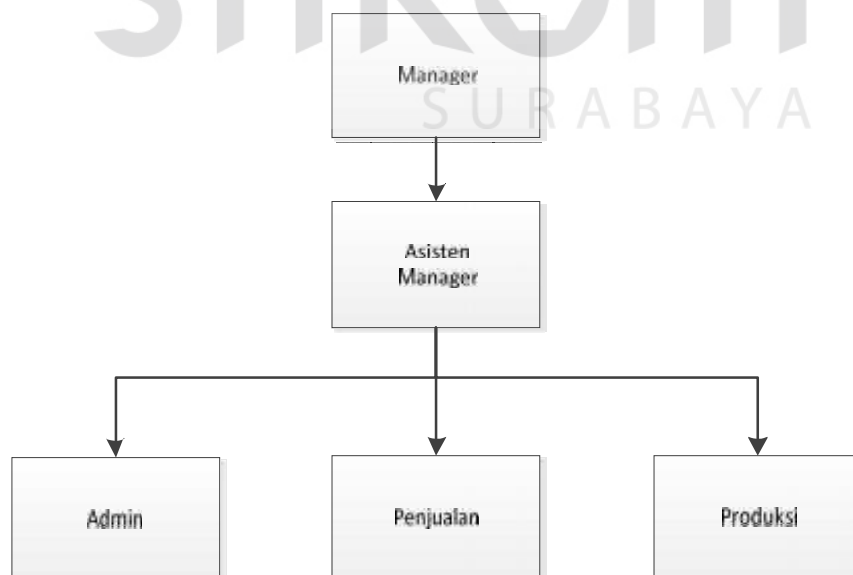 SURABAYA
Manager
Asisten
Manager
Admin
Penjualan
Produksi